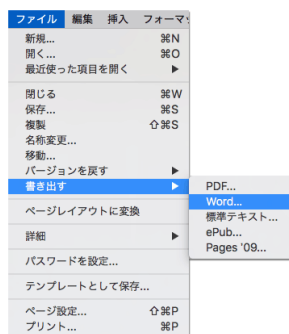 ファイル 編集 挿入 フォーマッ
新規... ⌘N
開く... ⌘O
最近使った項目を開く ▶
閉じる ⌘W
保存... ⌘S
複製 ⇧⌘S
名称変更...
移動...
バージョンを戻す ▶
書き出す ▶
PDF...
Word...
標準テキスト...
ePub...
Pages '09...
ページレイアウトに変換
詳細 ▶
パスワードを設定...
テンプレートとして保存...
ページ設定... ⇧⌘P
プリント... ⌘P